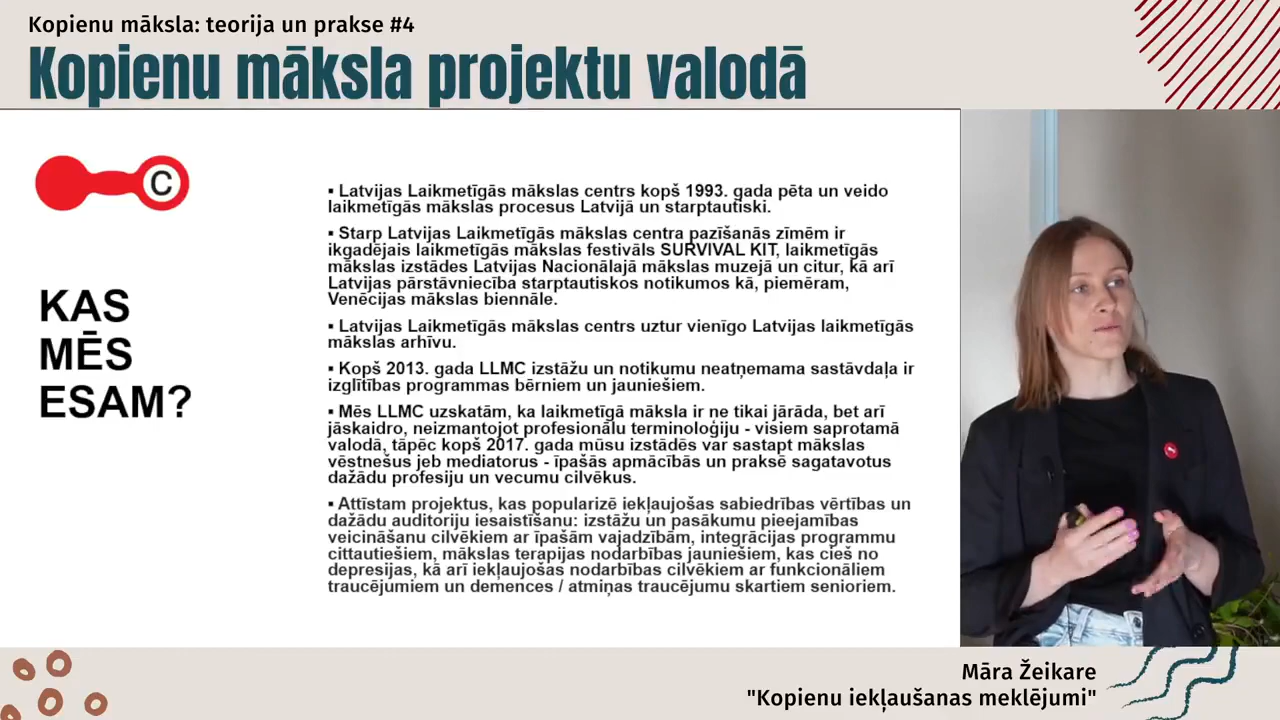 Kopienu māksla: teorija un prakse #4
Kopienu māksla projektu valodā
C
KAS
MĒS
ESAM?
▪ Latvijas Laikmetīgās mākslas centrs kopš 1993. gada pēta un veido
laikmetīgās mākslas procesus Latvijā un starptautiski.
▪ Starp Latvijas Laikmetīgās mākslas centra pazīšanās zīmēm ir
ikgadējais laikmetīgās mākslas festivāls SURVIVAL KIT, laikmetīgās
mākslas izstādes Latvijas Nacionālajā mākslas muzejā un citur, kā arī
Latvijas pārstāvniecība starptautiskos notikumos kā, piemēram,
Venēcijas mākslas biennāle.
▪ Latvijas Laikmetīgās mākslas centrs uztur vienīgo Latvijas laikmetīgās
mākslas arhīvu.
▪ Kopš 2013. gada LLMC izstāžu un notikumu neatņemama sastāvdaļa ir
izglītības programmas bērniem un jauniešiem.
▪ Mēs LLMC uzskatām, ka laikmetīgā māksla ir ne tikai jārāda, bet arī
jāskaidro, neizmantojot profesionālu terminoloģiju - visiem saprotamā
valodā, tāpēc kopš 2017. gada mūsu izstādēs var sastapt mākslas
vēstnešus jeb mediatorus - īpašās apmācībās un praksē sagatavotus
dažādu profesiju un vecumu cilvēkus.
▪ Attīstam projektus, kas popularizē iekļaujošas sabiedrības vērtības un
dažādu auditoriju iesaistīšanu: izstāžu un pasākumu pieejamības
veicināšanu cilvēkiem ar īpašām vajadzībām, integrācijas programmu
cittautiešiem, mākslas terapijas nodarbības jauniešiem, kas cieš no
depresijas, kā arī iekļaujošas nodarbības cilvēkiem ar funkcionāliem
traucējumiem un demences / atmiņas traucējumu skartiem senioriem.
Māra Žeikare
"Kopienu iekļaušanas meklējumi"